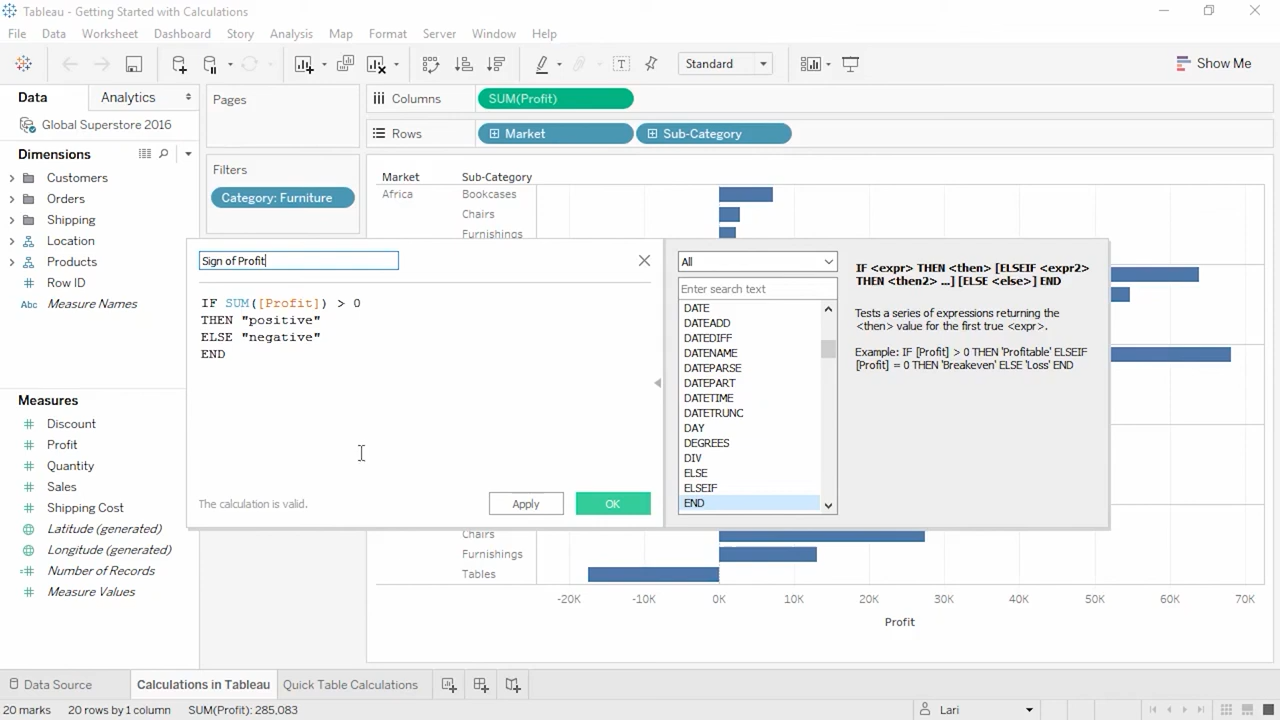 Tableau - Getting Started with Calculations
File Data Worksheet Dashboard Story Analysis Map Format Server Window Help
Standard
Show Me
Data Analytics
Pages
Columns SUM(Profit)
Global Superstore 2016
Rows Market Sub-Category
Dimensions
Filters
Category: Furniture
Customers
Orders
Shipping
Location
Products
Row ID
Abc Measure Names
Measures
Discount
Profit
Quantity
Sales
Shipping Cost
Latitude (generated)
Longitude (generated)
Number of Records
Measure Values
Market Sub-Category
Africa Bookcases
Chairs
Furnishings
Sign of Profit
IF SUM([Profit]) > 0
THEN "positive"
ELSE "negative"
END
The calculation is valid.
Apply OK
All
Enter search text
DATE
DATEADD
DATEDIFF
DATENAME
DATEPARSE
DATEPART
DATETIME
DATETRUNC
DAY
DEGREES
DIV
ELSE
ELSEIF
END
IF <expr> THEN <then> [ELSEIF <expr2>
THEN <then2> ...] [ELSE <else>] END
Tests a series of expressions returning the
<then> value for the first true <expr>.
Example: IF [Profit] > 0 THEN 'Profitable' ELSEIF
[Profit] = 0 THEN 'Breakeven' ELSE 'Loss' END
Chairs
Furnishings
Tables
-20K -10K 0K 10K 20K 30K 40K 50K 60K 70K
Profit
Data Source Calculations in Tableau Quick Table Calculations
20 marks 20 rows by 1 column SUM(Profit): 285,083 Lari